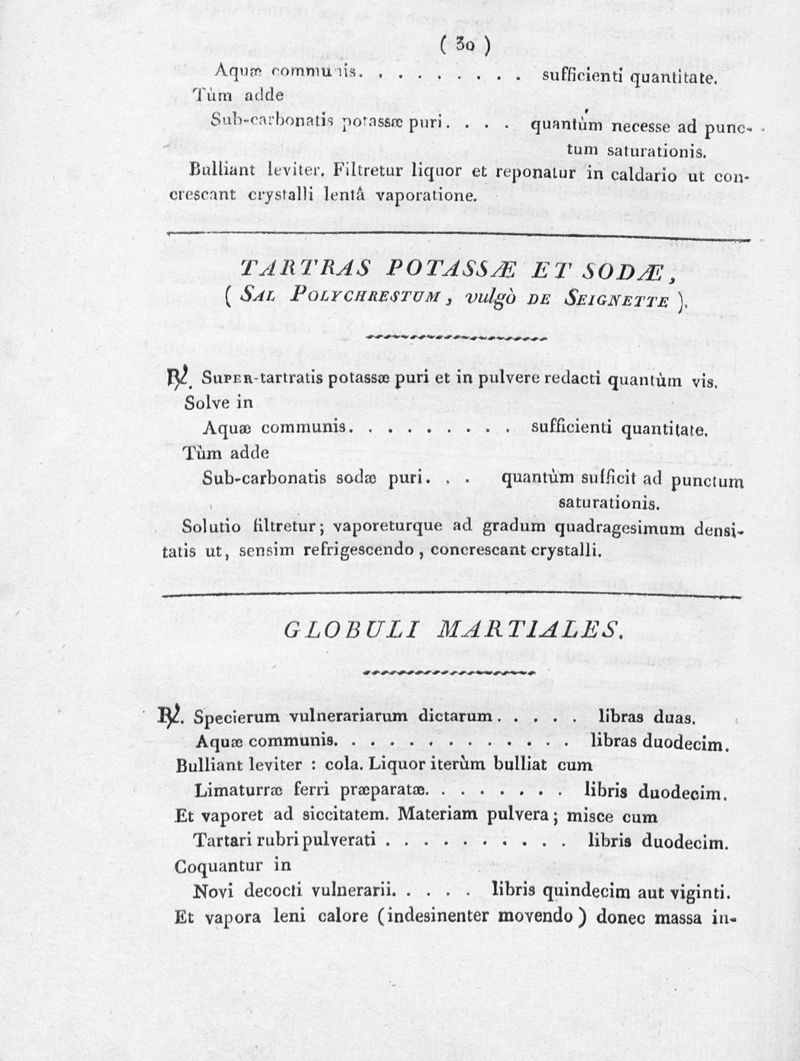 ( 30 )
Aquæ communis. . . . . . . . . sufficienti quantitate.
Tùm adde
Sub-carbonatis potassæ puri. . . . quantùm necesse ad punc-
tum saturationis.
Bulliant leviter. Filtretur liquor et reponatur in caldario ut con-
crescant crystalli lentâ vaporatione.
TARTRAS POTASSÆ ET SODÆ,
( SAL POLYCHRESTUM, vulgò DE SEIGNETTE ).
℞. SUPER-tartratis potassæ puri et in pulvere redacti quantùm vis.
Solve in
Aquæ communis. . . . . . . . . sufficienti quantitate.
Tùm adde
Sub-carbonatis sodæ puri. . . quantùm sufficit ad punctum
saturationis.
Solutio filtretur; vaporeturque ad gradum quadragesimum densi-
tatis ut, sensim refrigescendo, concrescant crystalli.
GLOBULI MARTIALES.
℞. Specierum vulnerariarum dictarum. . . . . libras duas.
Aquæ communis. . . . . . . . . . . . . libras duodecim.
Bulliant leviter : cola. Liquor iterùm bulliat cum
Limaturræ ferri præparatæ. . . . . . . . libris duodecim.
Et vaporet ad siccitatem. Materiam pulvera; misce cum
Tartari rubri pulverati . . . . . . . . . . libris duodecim.
Coquantur in
Novi decocti vulnerarii. . . . . libris quindecim aut viginti.
Et vapora leni calore (indesinenter movendo) donec massa in-